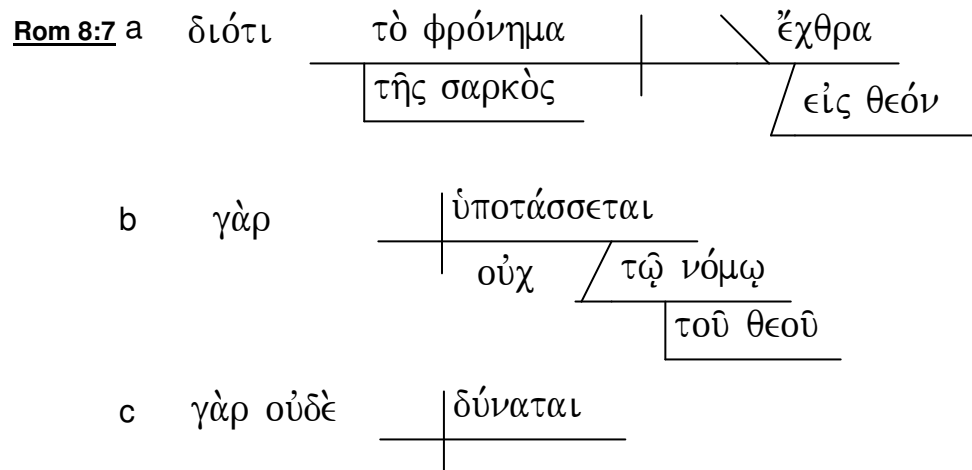 Rom 8:7 a διότι τὸ φρόνημα ἔχθρα
τῆς σαρκὸς εἰς θεόν
b γὰρ ὑποτάσσεται
οὐχ τῷ νόμῳ
τοῦ θεοῦ
c γὰρ οὐδὲ δύναται